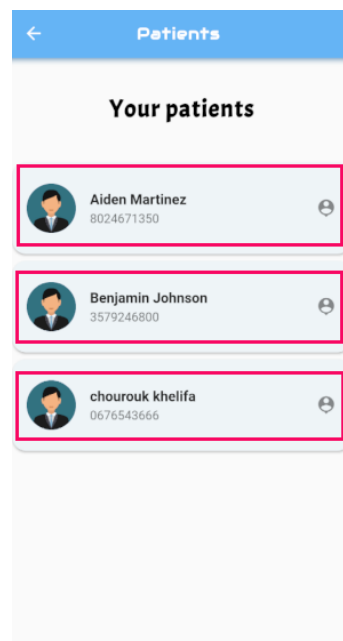 Patients
Your patients
Aiden Martinez
8024671350
Benjamin Johnson
3579246800
chourouk khelifa
0676543666